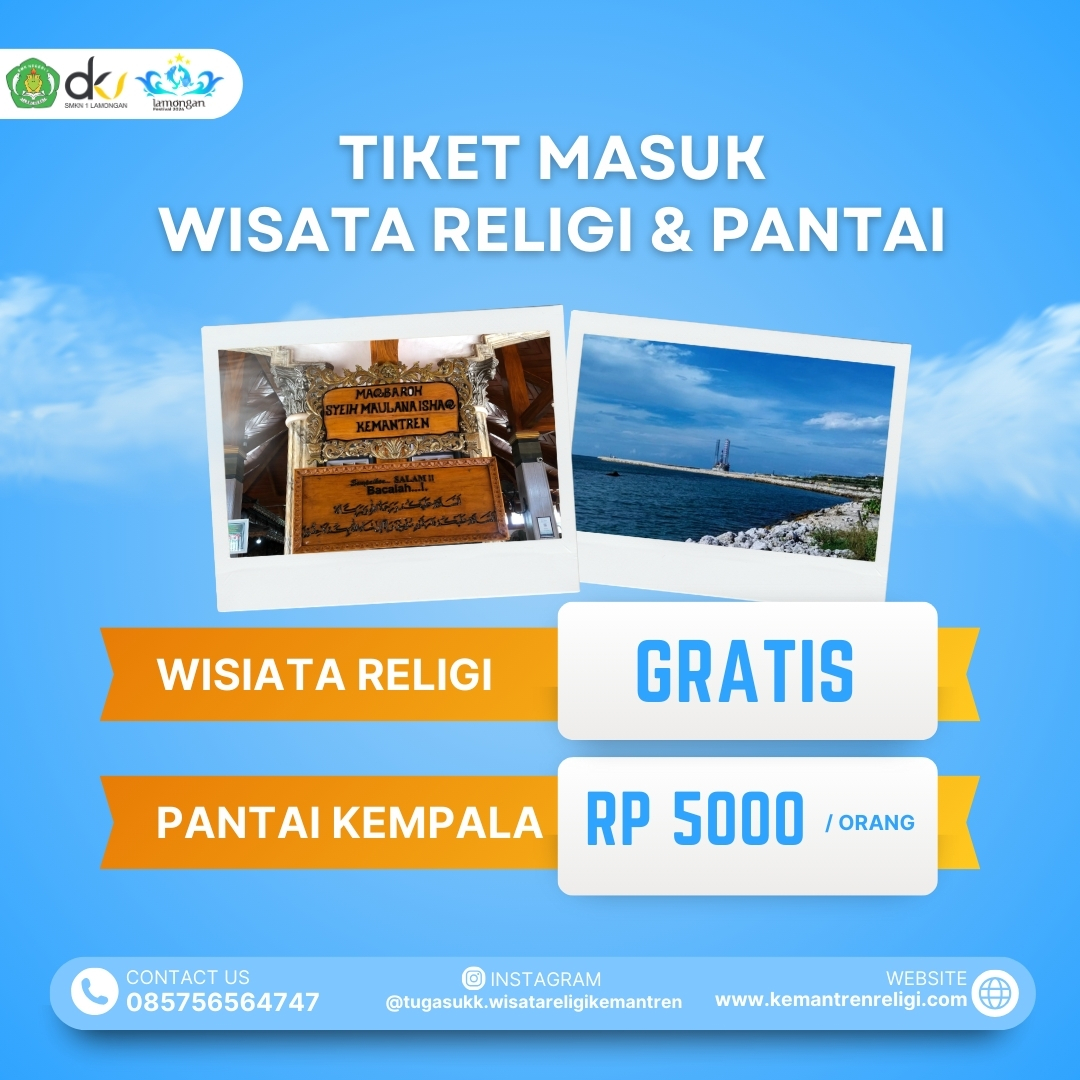 dkv
SMKN 1 LAMONGAN
lamongan
TIKET MASUK
WISATA RELIGI & PANTAI
MAQBAROH
SYEIH MAULANA ISHAQ
KEMANTREN
SALAM !!
Bacalah...!.
WISIATA RELIGI
GRATIS
PANTAI KEMPALA
RP 5000 / ORANG
CONTACT US
085756564747
INSTAGRAM
@tugasukk.wisatareligikemantren
WEBSITE
www.kemantrenreligi.com